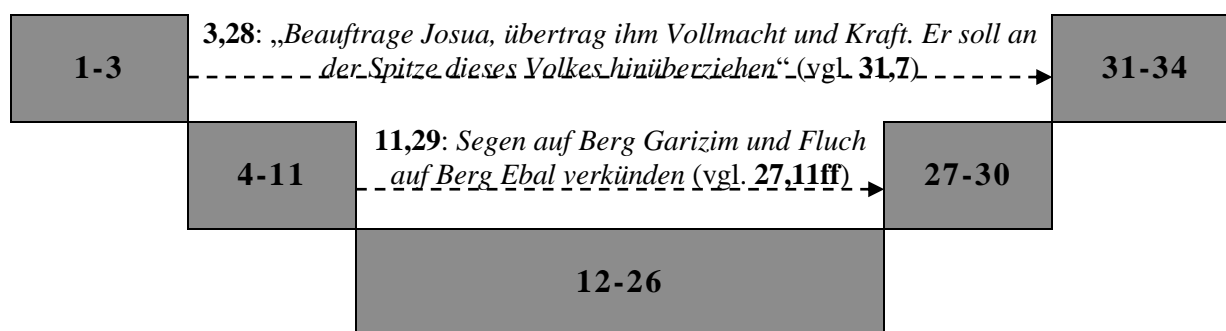 3,28: „Beauftrage Josua, übertrag ihm Vollmacht und Kraft. Er soll an
1-3
der Spitze dieses Volkes hinüberziehen“ (vgl. 31,7)
31-34
11,29: Segen auf Berg Garizim und Fluch
4-11
auf Berg Ebal verkünden (vgl. 27,11ff)
27-30
12-26